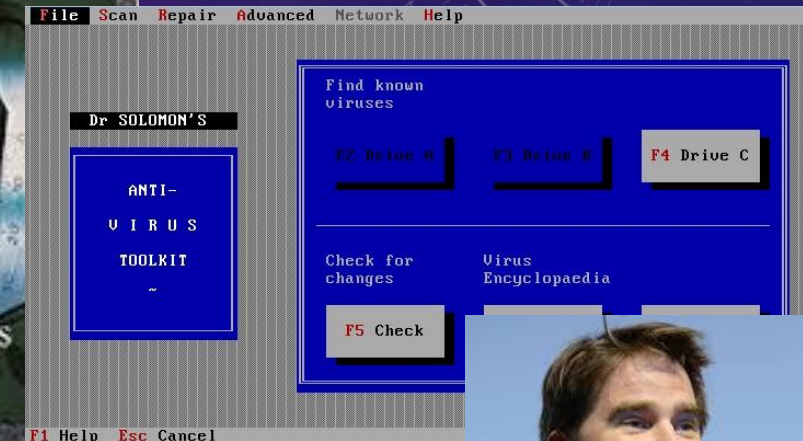 File Scan Repair Advanced Network Help
Dr SOLOMON'S
ANTI-
V I R U S
TOOLKIT
~
Find known
viruses
F2 Drive A F3 Drive B F4 Drive C
Check for
changes
Virus
Encyclopaedia
F5 Check
F1 Help Esc Cancel
S